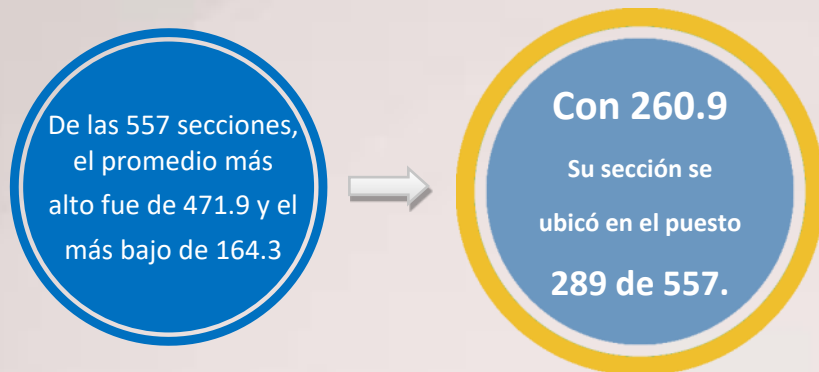 De las 557 secciones,
el promedio más
alto fue de 471.9 y el
más bajo de 164.3
Con 260.9
Su sección se
ubicó en el puesto
289 de 557.